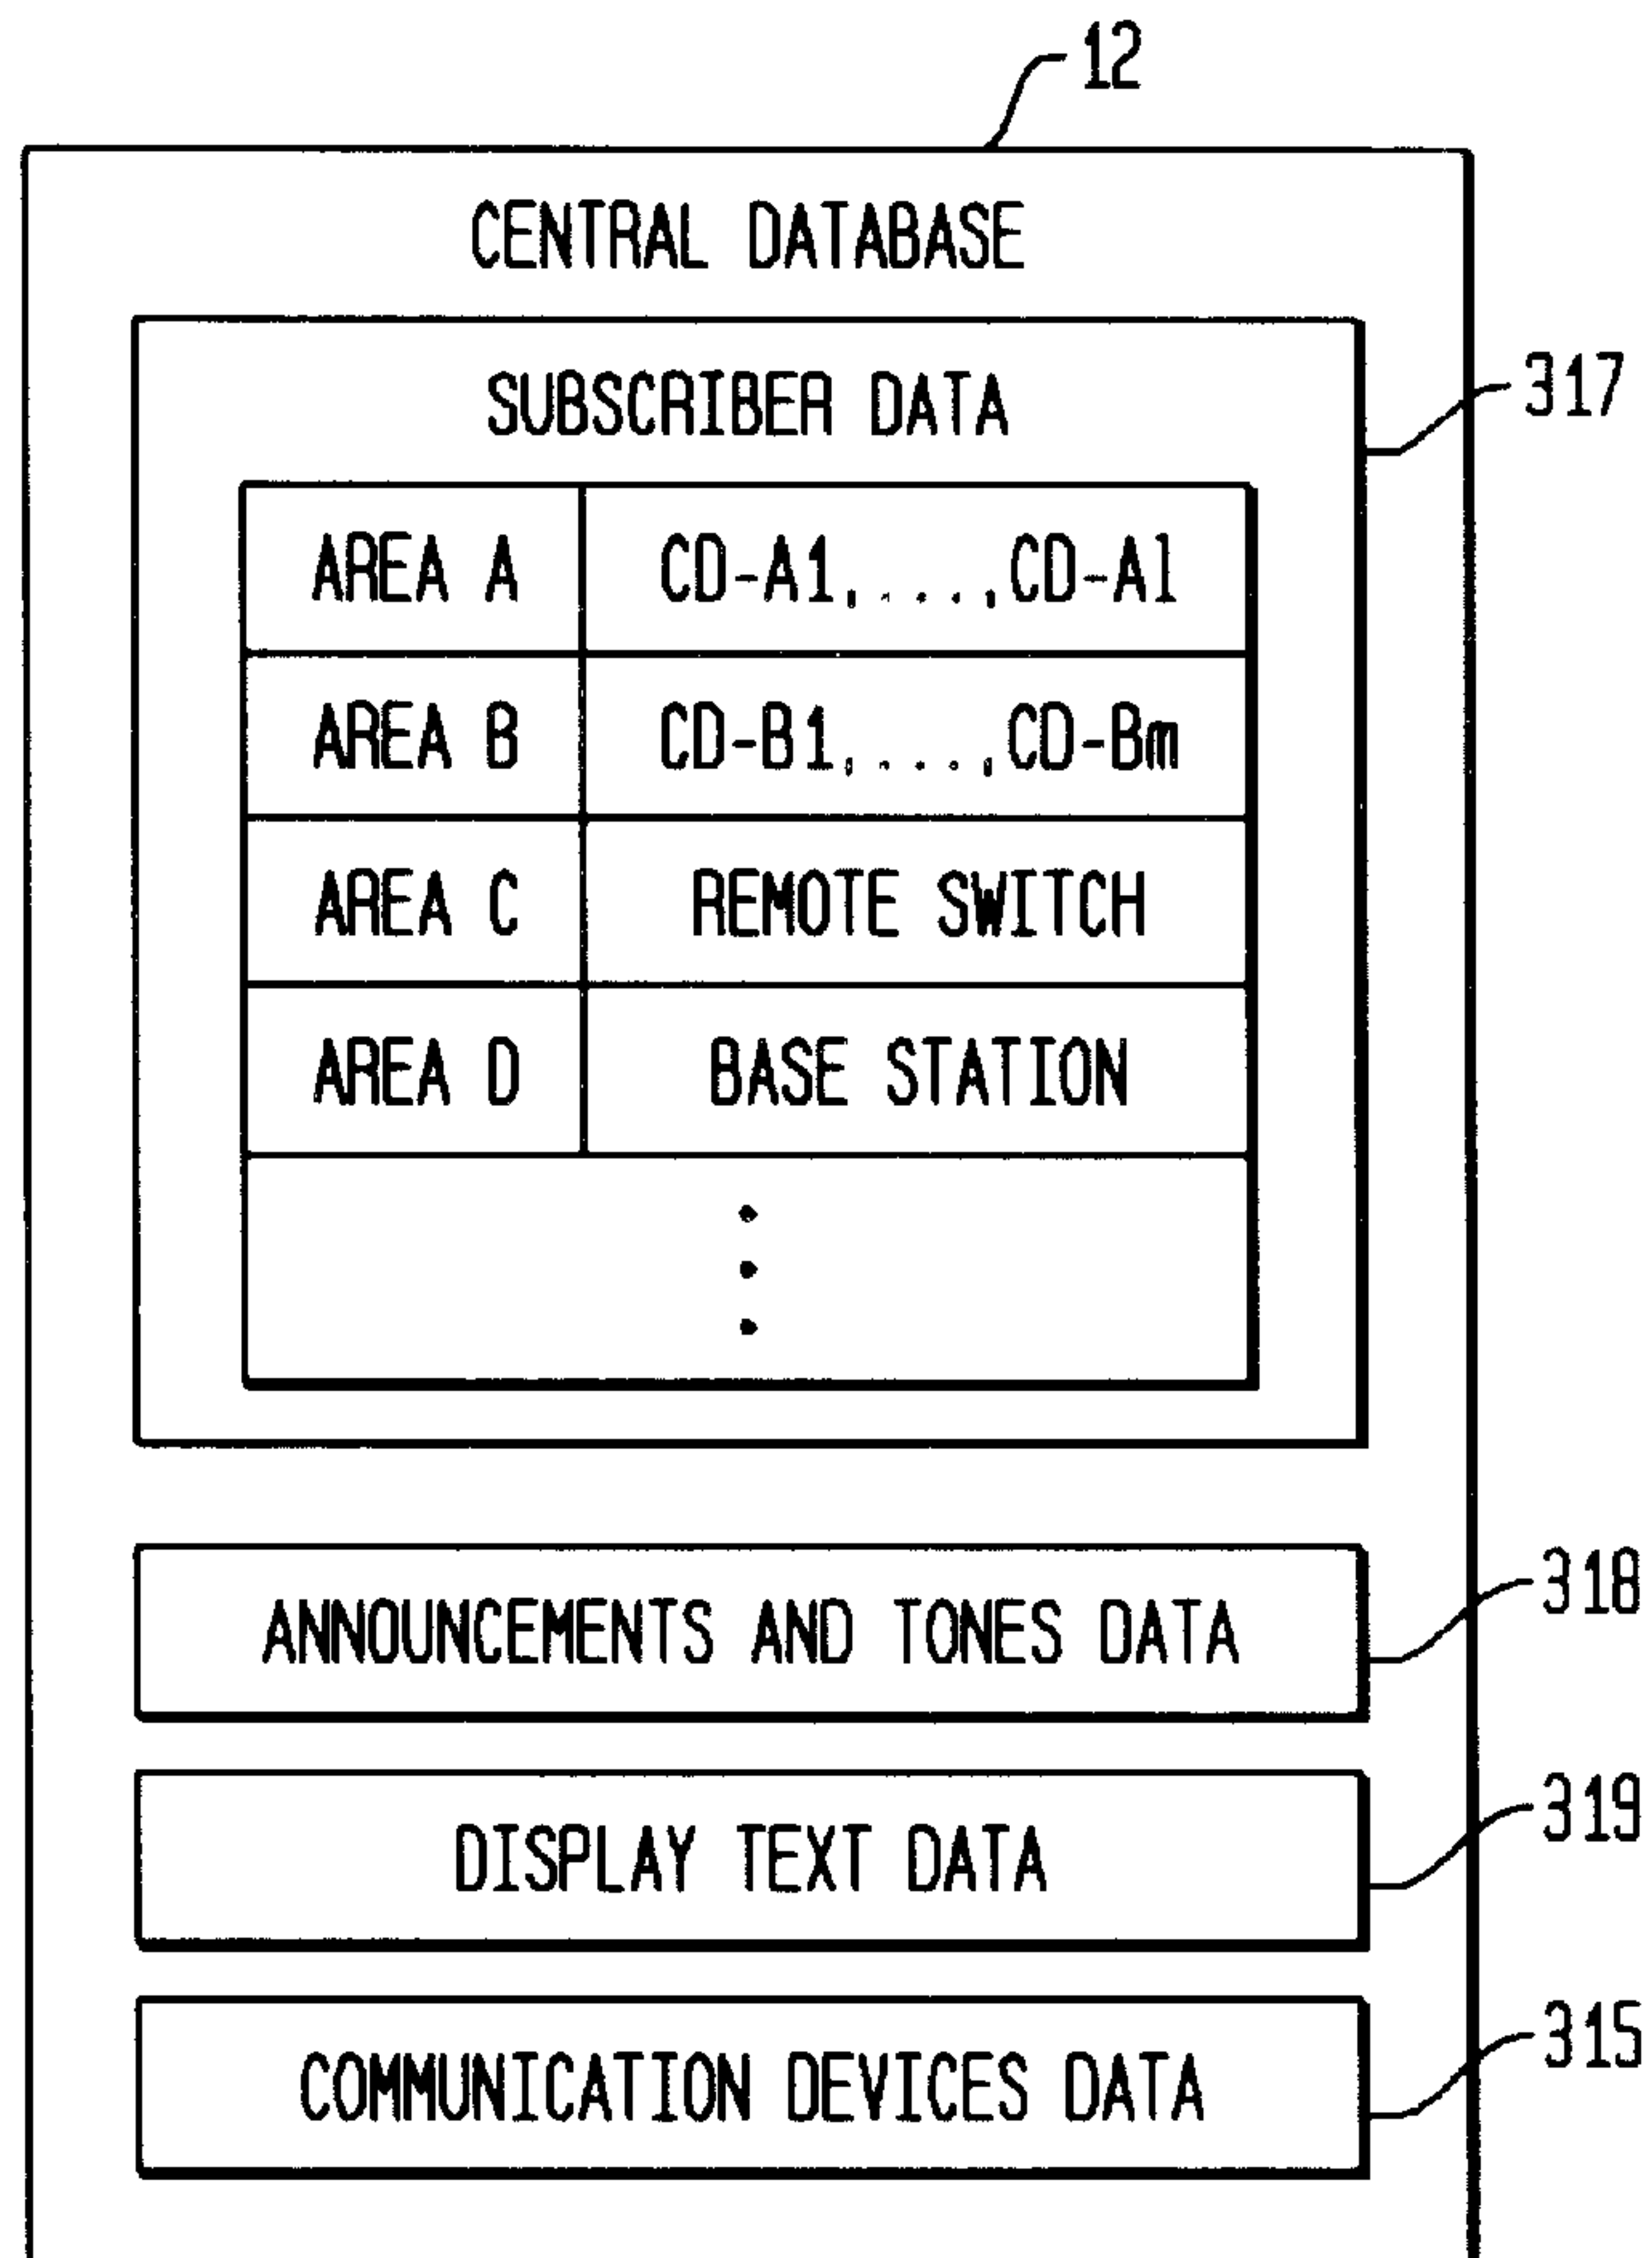 12
CENTRAL DATABASE
SUBSCRIBER DATA
317
AREA A CD-A1,...,CD-Al
AREA B CD-B1,...,CD-Bm
AREA C REMOTE SWITCH
AREA D BASE STATION
318
ANNOUNCEMENTS AND TONES DATA
319
DISPLAY TEXT DATA
315
COMMUNICATION DEVICES DATA